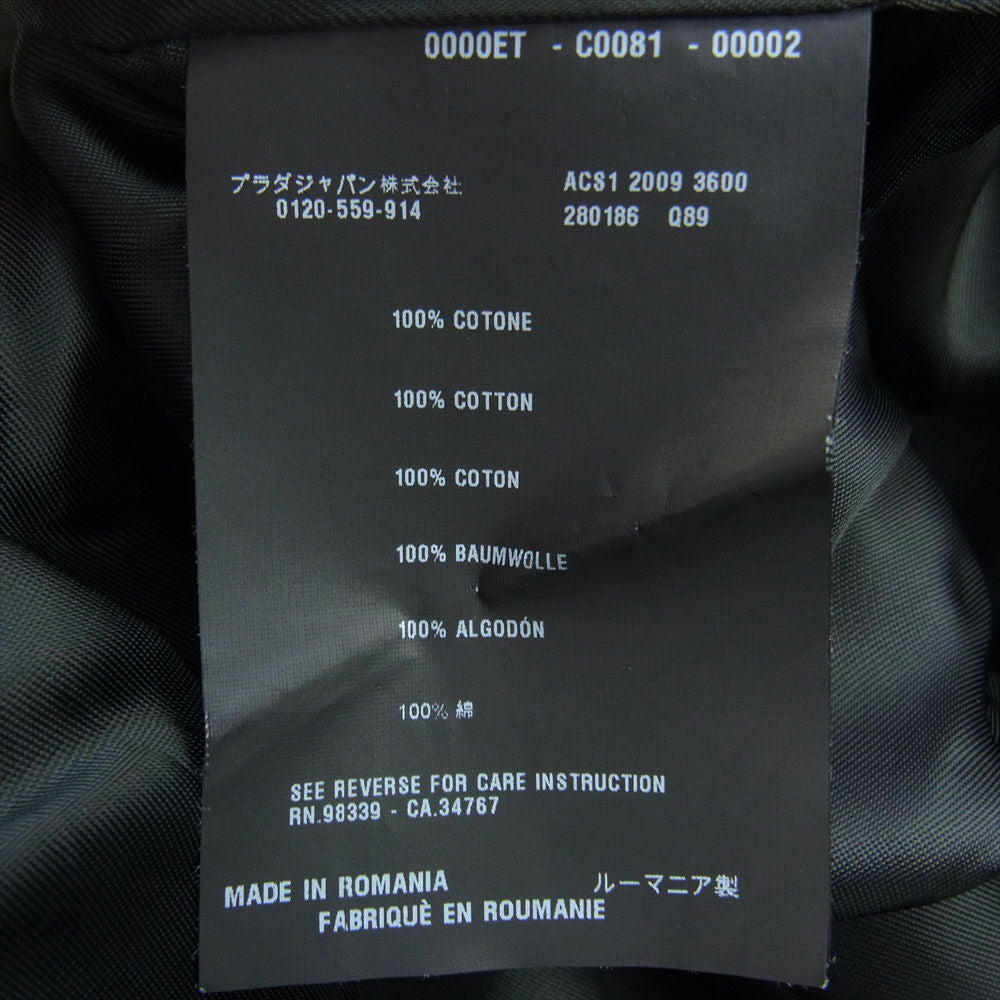 0000ET - C0081 - 00002
プラダジャパン株式会社
0120-559-914
ACS1 2009 3600
280186 Q89
100% COTONE
100% COTTON
100% COTON
100% BAUMWOLLE
100% ALGODÓN
100% 綿
SEE REVERSE FOR CARE INSTRUCTION
RN.98339 - CA.34767
MADE IN ROMANIA
ルーマニア製
FABRIQUÈ EN ROUMANIE